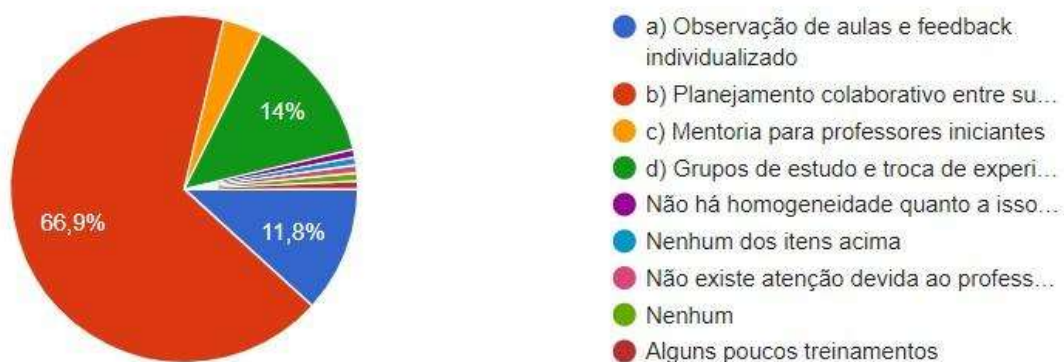 66,9%
14%
11,8%
a) Observação de aulas e feedback
individualizado
b) Planejamento colaborativo entre su...
c) Mentoria para professores iniciantes
d) Grupos de estudo e troca de experi...
Não há homogeneidade quanto a isso...
Nenhum dos itens acima
Não existe atenção devida ao profess...
Nenhum
Alguns poucos treinamentos